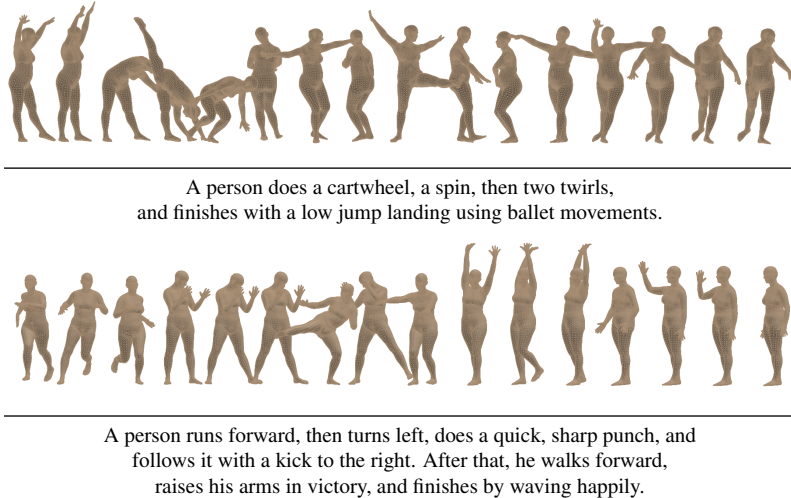 A person does a cartwheel, a spin, then two twirls,
and finishes with a low jump landing using ballet movements.
A person runs forward, then turns left, does a quick, sharp punch, and
follows it with a kick to the right. After that, he walks forward,
raises his arms in victory, and finishes by waving happily.